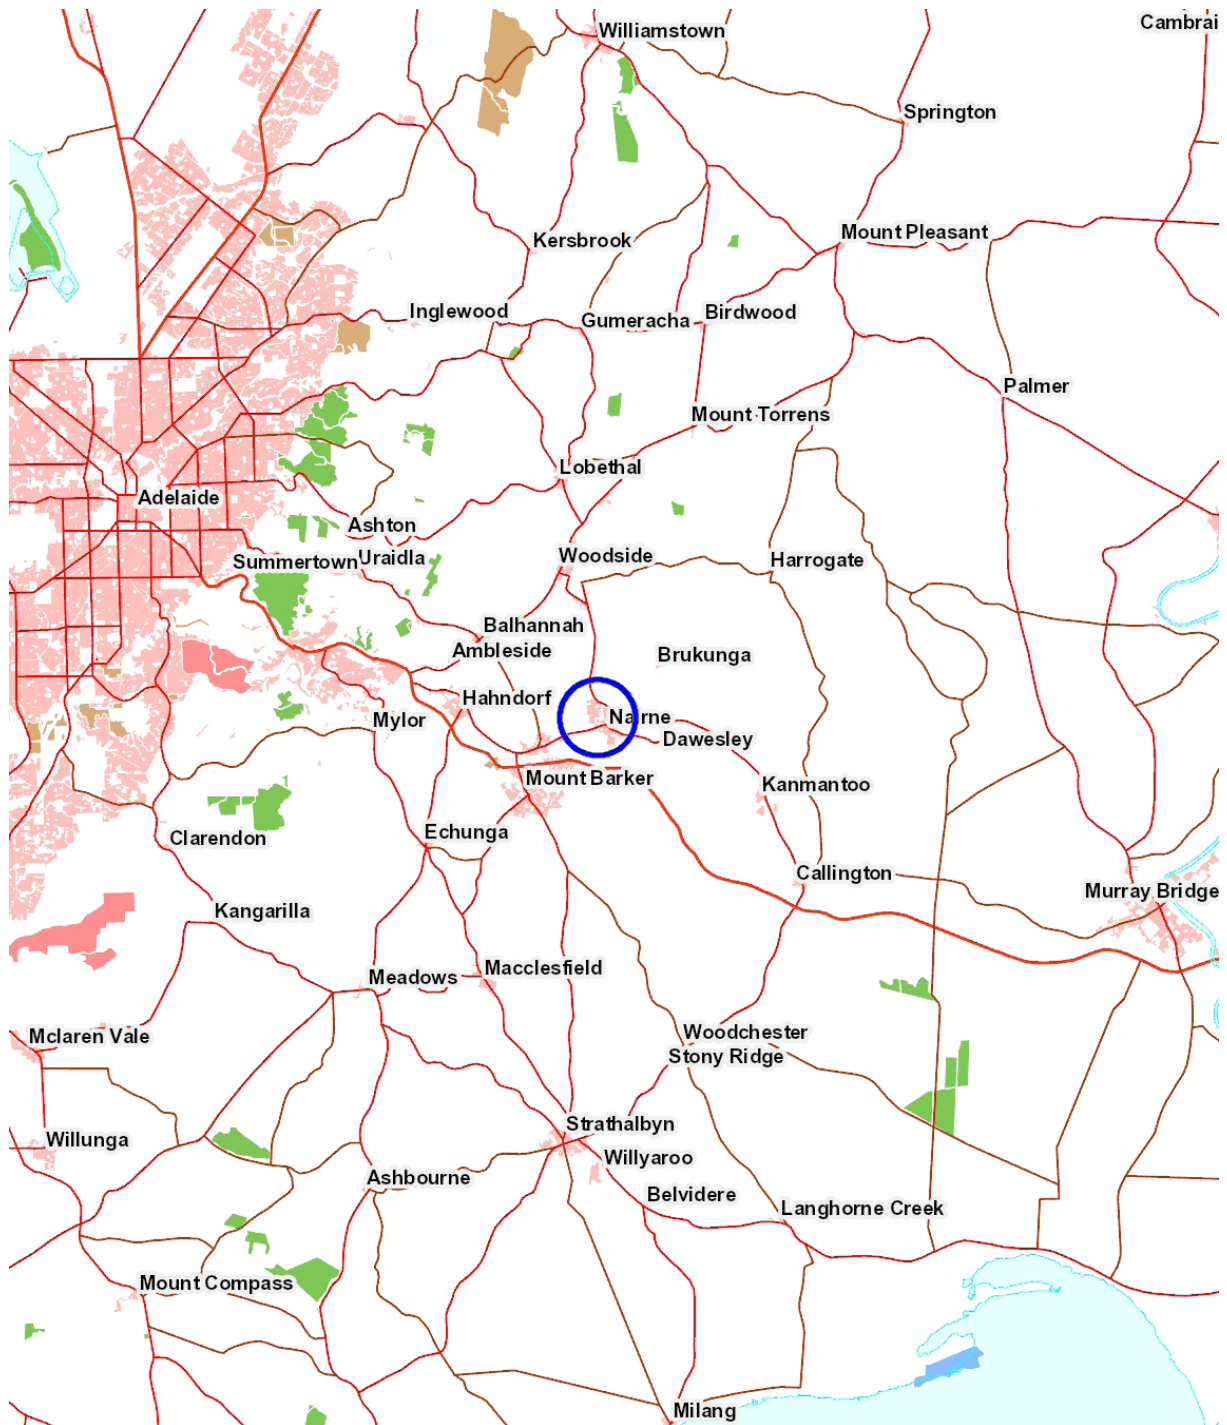 Cambrai
Williamstown
Springton
Mount Pleasant
Kersbrook
Inglewood
Birdwood
Gumeracha
Palmer
Mount Torrens
Lobethal
Adelaide
Ashton
Woodside
Uraidla
Summertown
Harrogate
Balhannah
Ambleside
Brukunga
Hahndorf
Nairne
Mylor
Dawesley
Mount Barker
Kanmantoo
Echunga
Clarendon
Callington
Murray Bridge
Kangarilla
Macclesfield
Meadows
Woodchester
Mclaren Vale
Stony Ridge
Strathalbyn
Willunga
Willyaroo
Ashbourne
Belvidere
Langhorne Creek
Mount Compass
Milang